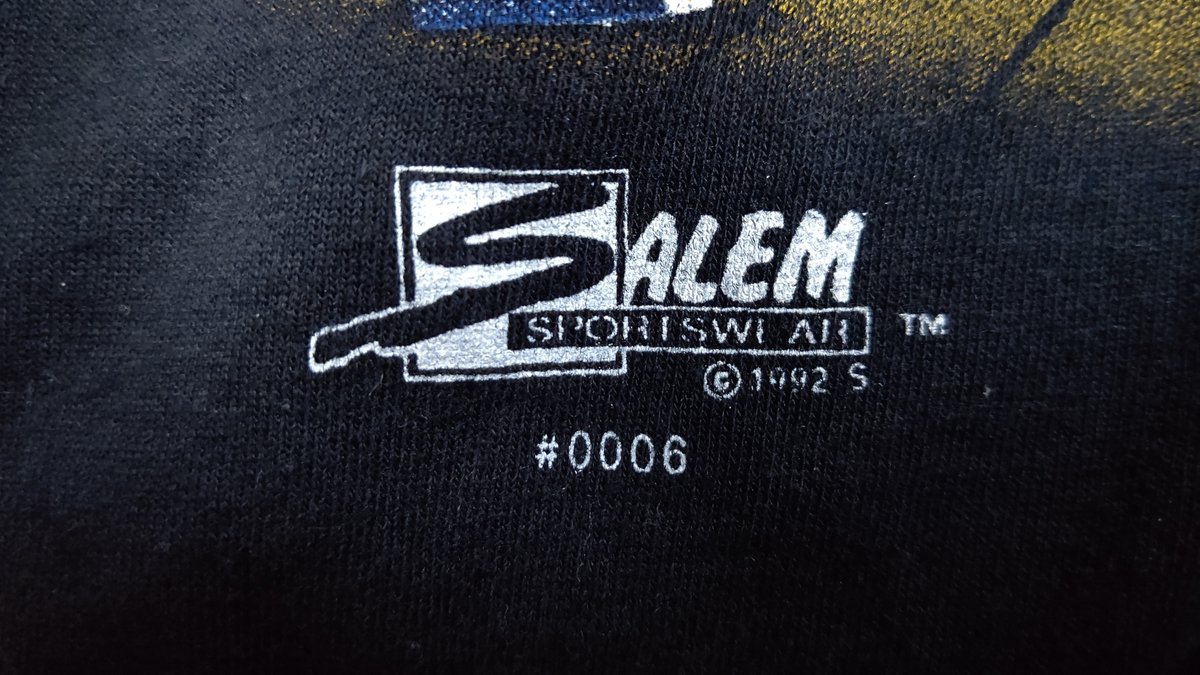 SALEM
SPORTSWEAR ™
© 1992 S
#0006